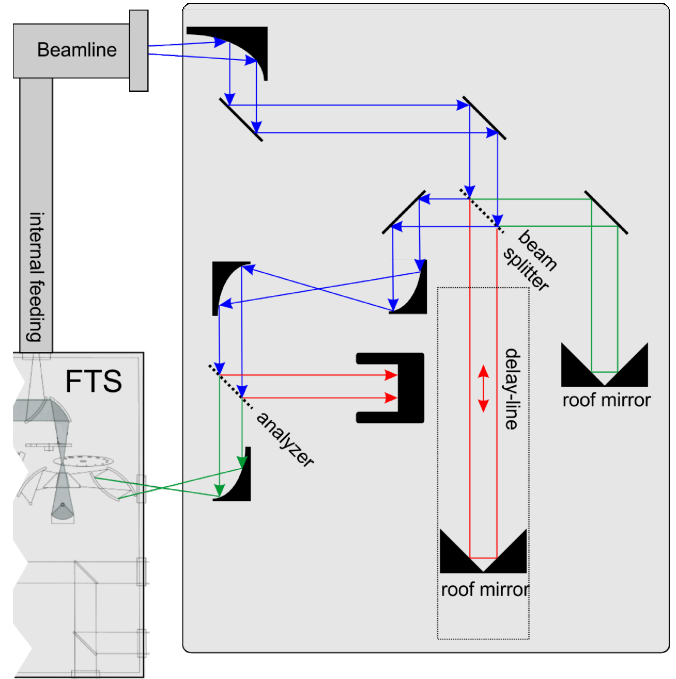 Beamline
internal feeding
FTS
beam
splitter
delay-line
roof mirror
analyzer
roof mirror